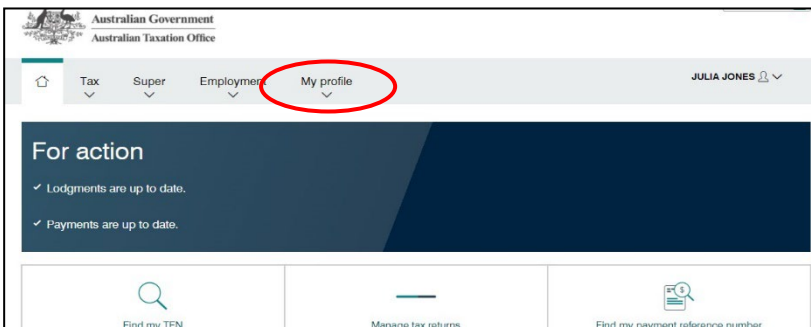 Australian Government
Australian Taxation Office
Tax Super Employment My profile JULIA JONES
For action
Lodgments are up to date.
Payments are up to date.
Find my TFN Manage tax returns Find my payment reference number